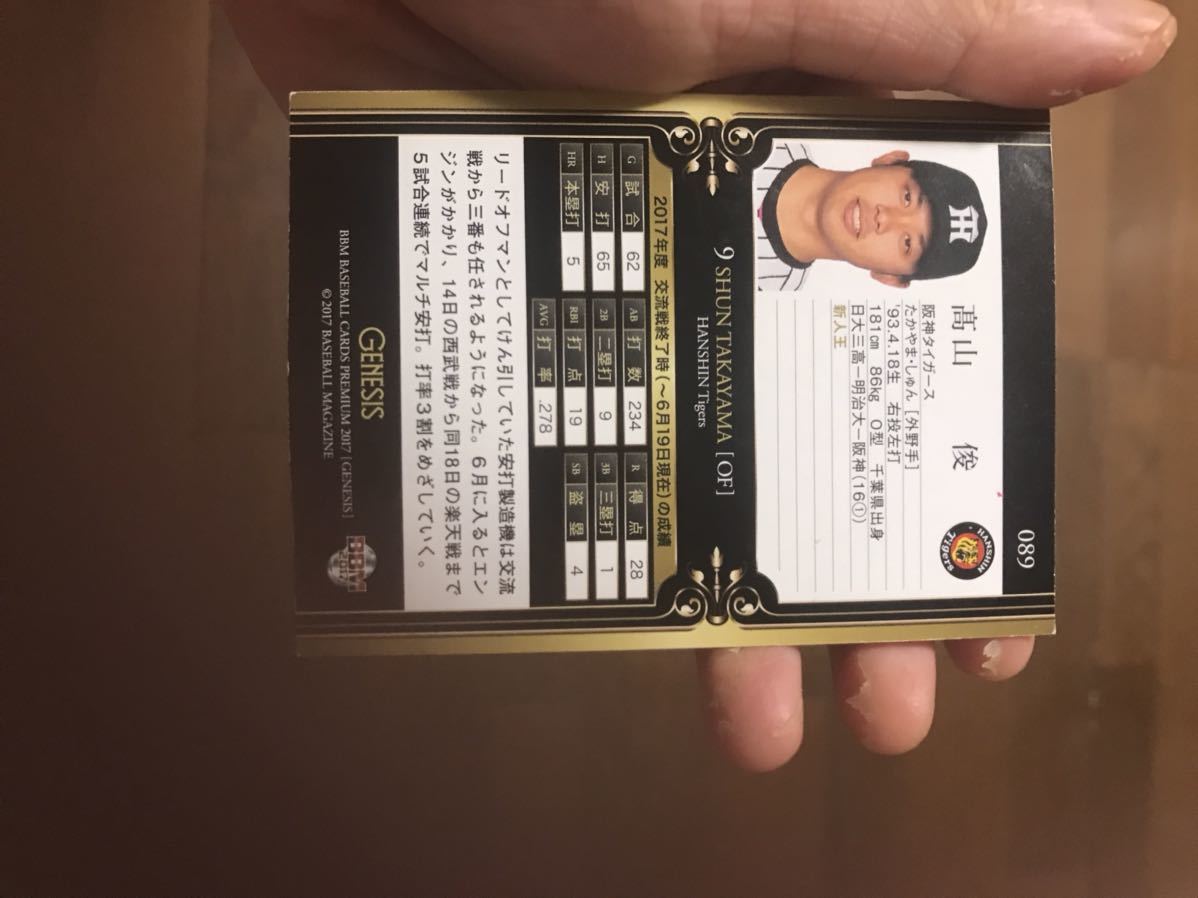 089
髙山 俊
HANSHIN
Tigers
阪神タイガース
たかやま・しゅん [外野手]
'93.4.18生 右投左打
181cm 86kg O型 千葉県出身
日大三高－明治大－阪神(16①)
新人王
9 SHUN TAKAYAMA [OF]
HANSHIN Tigers
2017年度 交流戦終了時(～6月19日現在)の成績
G 試合 62 AB 打数 234 R 得点 28
H 安打 65 2B 二塁打 9 3B 三塁打 1
HR 本塁打 5 RBI 打点 19 SB 盗塁 4
AVG 打率 .278
リードオフマンとしてけん引していた安打製造機は交流
戦から三番も任されるようになった。6月に入るとエン
ジンがかかり、14日の西武戦から同18日の楽天戦まで
5試合連続でマルチ安打。打率3割をめざしていく。
GENESIS
BBM BASEBALL CARDS PREMIUM 2017 [GENESIS]
© 2017 BASEBALL MAGAZINE
BBM
2017